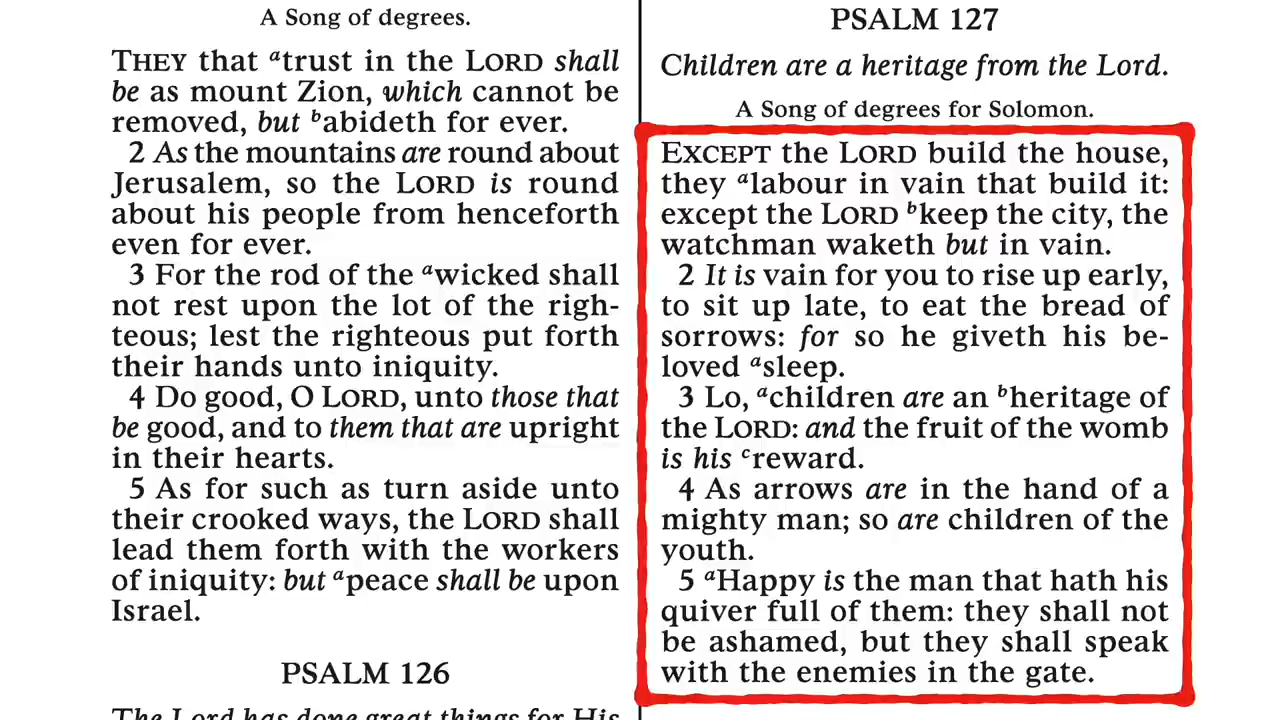 A Song of degrees.
THEY that ᵃtrust in the LORD shall
be as mount Zion, which cannot be
removed, but ᵇabideth for ever.
2 As the mountains are round about
Jerusalem, so the LORD is round
about his people from henceforth
even for ever.
3 For the rod of the ᵃwicked shall
not rest upon the lot of the righ-
teous; lest the righteous put forth
their hands unto iniquity.
4 Do good, O LORD, unto those that
be good, and to them that are upright
in their hearts.
5 As for such as turn aside unto
their crooked ways, the LORD shall
lead them forth with the workers
of iniquity: but ᵃpeace shall be upon
Israel.
PSALM 126
The Lord has done great things for His
PSALM 127
Children are a heritage from the Lord.
A Song of degrees for Solomon.
EXCEPT the LORD build the house,
they ᵃlabour in vain that build it:
except the LORD ᵇkeep the city, the
watchman waketh but in vain.
2 It is vain for you to rise up early,
to sit up late, to eat the bread of
sorrows: for so he giveth his be-
loved ᵃsleep.
3 Lo, ᵃchildren are an ᵇheritage of
the LORD: and the fruit of the womb
is his ᶜreward.
4 As arrows are in the hand of a
mighty man; so are children of the
youth.
5 ᵃHappy is the man that hath his
quiver full of them: they shall not
be ashamed, but they shall speak
with the enemies in the gate.